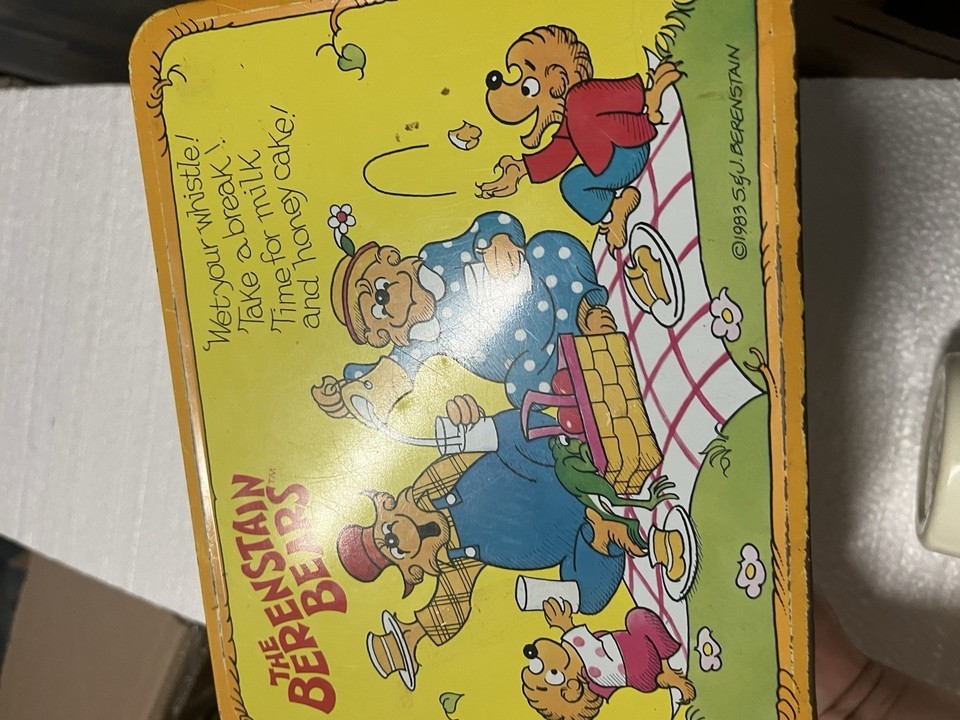 THE
BERENSTAIN
BEARS™
"Wet your whistle!
Take a break!
Time for milk
and honey cake!
©1983 S&J. BERENSTAIN